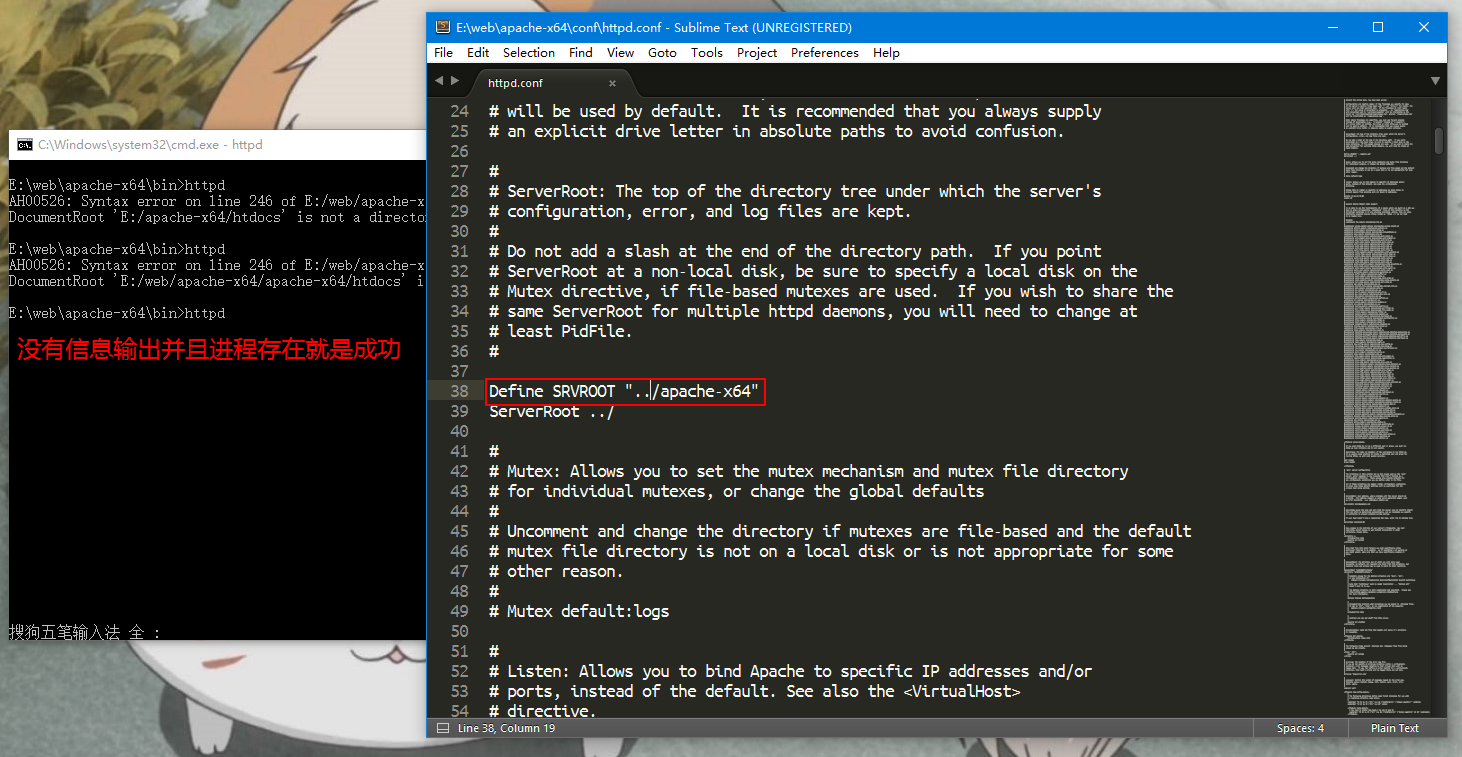 C:\Windows\system32\cmd.exe - httpd
E:\web\apache-x64\bin>httpd
AH00526: Syntax error on line 246 of E:/web/apache-x
DocumentRoot 'E:/apache-x64/htdocs' is not a directo
E:\web\apache-x64\bin>httpd
AH00526: Syntax error on line 246 of E:/web/apache-x
DocumentRoot 'E:/web/apache-x64/apache-x64/htdocs' i
E:\web\apache-x64\bin>httpd
没有信息输出并且进程存在就是成功
搜狗五笔输入法 全 :
E:\web\apache-x64\conf\httpd.conf - Sublime Text (UNREGISTERED)
File Edit Selection Find View Goto Tools Project Preferences Help
httpd.conf
24 # will be used by default.  It is recommended that you always supply
25 # an explicit drive letter in absolute paths to avoid confusion.
26
27 #
28 # ServerRoot: The top of the directory tree under which the server's
29 # configuration, error, and log files are kept.
30 #
31 # Do not add a slash at the end of the directory path.  If you point
32 # ServerRoot at a non-local disk, be sure to specify a local disk on the
33 # Mutex directive, if file-based mutexes are used.  If you wish to share the
34 # same ServerRoot for multiple httpd daemons, you will need to change at
35 # least PidFile.
36 #
37
38 Define SRVROOT "../apache-x64"
39 ServerRoot ../
40
41 #
42 # Mutex: Allows you to set the mutex mechanism and mutex file directory
43 # for individual mutexes, or change the global defaults
44 #
45 # Uncomment and change the directory if mutexes are file-based and the default
46 # mutex file directory is not on a local disk or is not appropriate for some
47 # other reason.
48 #
49 # Mutex default:logs
50
51 #
52 # Listen: Allows you to bind Apache to specific IP addresses and/or
53 # ports, instead of the default. See also the <VirtualHost>
54 # directive.
Line 38, Column 19
Spaces: 4
Plain Text